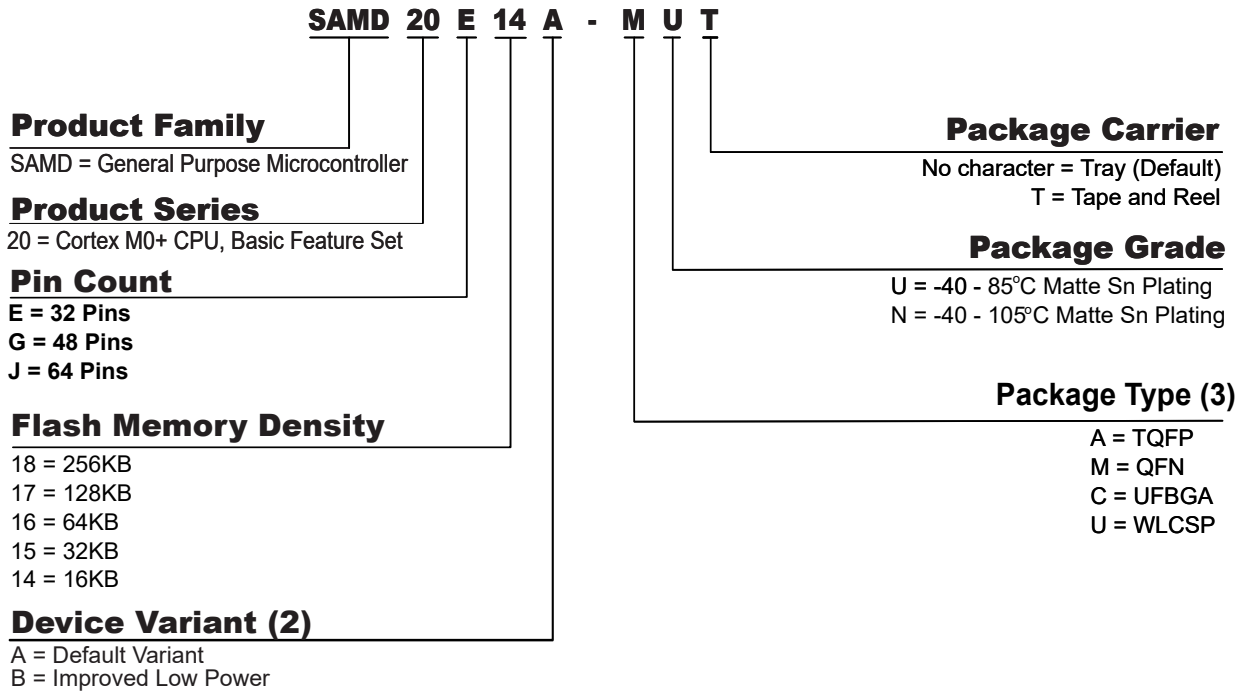 SAMD 20 E 14 A - M U T
Product Family
SAMD = General Purpose Microcontroller
Product Series
20 = Cortex M0+ CPU, Basic Feature Set
Pin Count
E = 32 Pins
G = 48 Pins
J = 64 Pins
Flash Memory Density
18 = 256KB
17 = 128KB
16 = 64KB
15 = 32KB
14 = 16KB
Device Variant (2)
A = Default Variant
B = Improved Low Power
Package Carrier
No character = Tray (Default)
T = Tape and Reel
Package Grade
U = -40 - 85°C Matte Sn Plating
N = -40 - 105°C Matte Sn Plating
Package Type (3)
A = TQFP
M = QFN
C = UFBGA
U = WLCSP